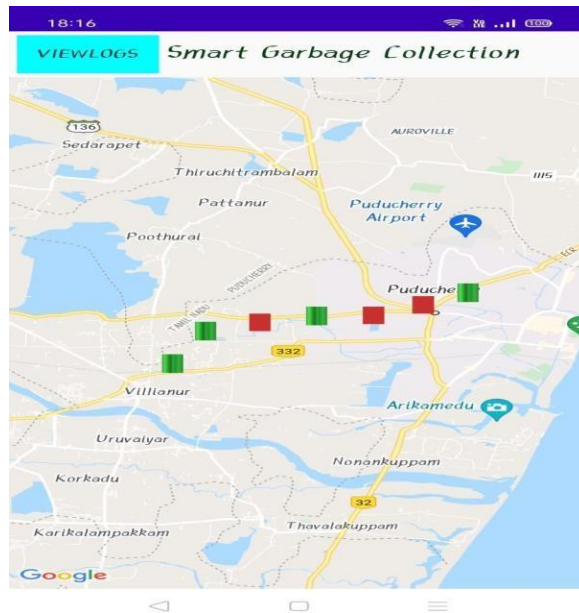 18:16
VIEWLOGS
Smart Garbage Collection
136
Sedarapet
AUROVILLE
Thiruchitrambalam
Pattanur
Puducherry
Airport
Poothurai
PUDUCHERRY
TAMIL NADU
ECR
Puduche
332
Villianur
Arikamedu
Uruvaiyar
Nonankuppam
Korkadu
32
Karikalampakkam
Thavalakuppam
Google